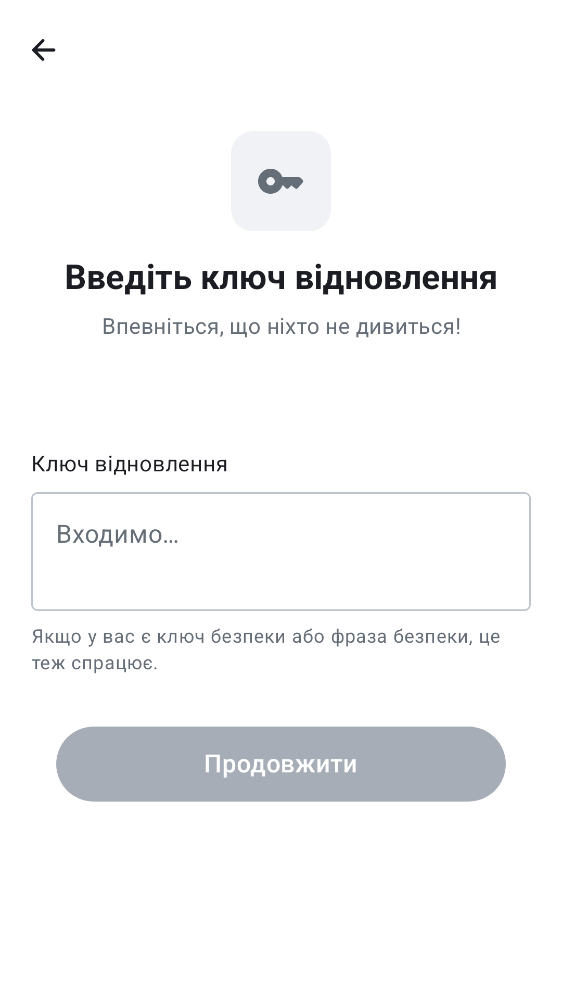 Введіть ключ відновлення
Впевніться, що ніхто не дивиться!
Ключ відновлення
Входимо…
Якщо у вас є ключ безпеки або фраза безпеки, це
теж спрацює.
Продовжити